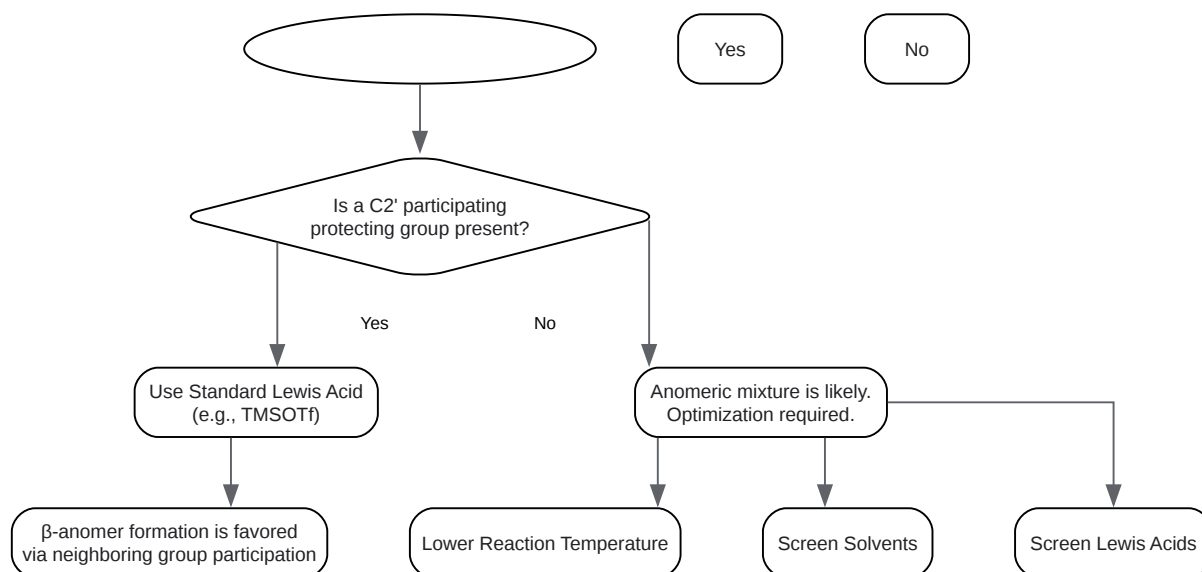 Yes
No
Is a C2' participating
protecting group present?
Yes
No
Use Standard Lewis Acid
(e.g., TMSOTf)
Anomeric mixture is likely.
Optimization required.
β-anomer formation is favored
via neighboring group participation
Lower Reaction Temperature
Screen Solvents
Screen Lewis Acids